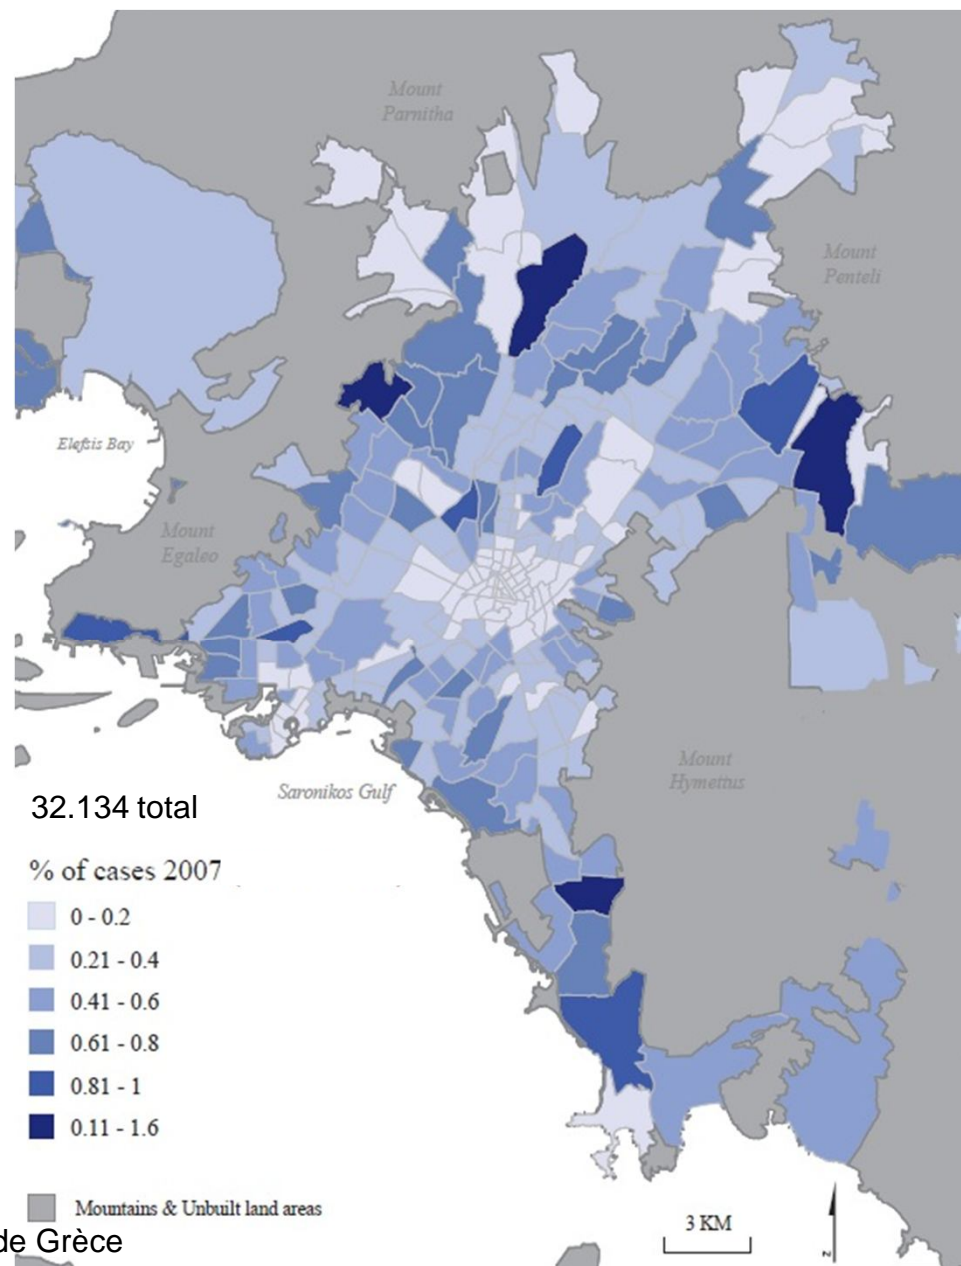 Mount
Parnitha
Mount
Penteli
Elefsis Bay
Mount
Egaleo
Mount
Hymettus
Saronikos Gulf
32.134 total
% of cases 2007
0 - 0.2
0.21 - 0.4
0.41 - 0.6
0.61 - 0.8
0.81 - 1
0.11 - 1.6
Mountains & Unbuilt land areas
3 KM
N
de Grèce